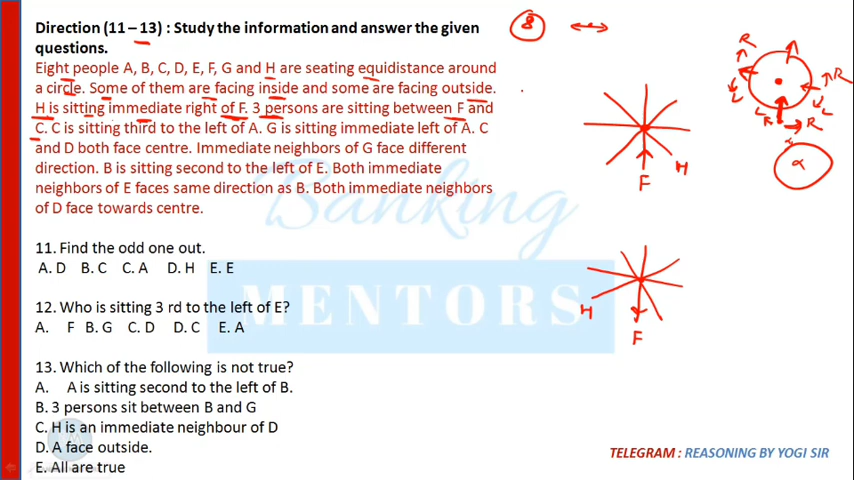 Direction (11 – 13) : Study the information and answer the given
questions.
Eight people A, B, C, D, E, F, G and H are seating equidistance around
a circle. Some of them are facing inside and some are facing outside.
H is sitting immediate right of F. 3 persons are sitting between F and
C. C is sitting third to the left of A. G is sitting immediate left of A. C
and D both face centre. Immediate neighbors of G face different
direction. B is sitting second to the left of E. Both immediate
neighbors of E faces same direction as B. Both immediate neighbors
of D face towards centre.
11. Find the odd one out.
A. D B. C C. A D. H E. E
12. Who is sitting 3 rd to the left of E?
A. F B. G C. D D. C E. A
13. Which of the following is not true?
A. A is sitting second to the left of B.
B. 3 persons sit between B and G
C. H is an immediate neighbour of D
D. A face outside.
E. All are true
Banking
MENTORS
8
F
H
H
F
R
L
R
L
L
R
TELEGRAM : REASONING BY YOGI SIR